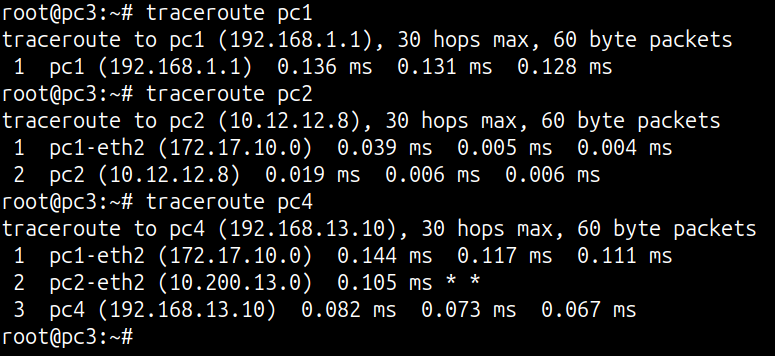 root@pc3:~# traceroute pc1
traceroute to pc1 (192.168.1.1), 30 hops max, 60 byte packets
 1  pc1 (192.168.1.1)  0.136 ms  0.131 ms  0.128 ms
root@pc3:~# traceroute pc2
traceroute to pc2 (10.12.12.8), 30 hops max, 60 byte packets
 1  pc1-eth2 (172.17.10.0)  0.039 ms  0.005 ms  0.004 ms
 2  pc2 (10.12.12.8)  0.019 ms  0.006 ms  0.006 ms
root@pc3:~# traceroute pc4
traceroute to pc4 (192.168.13.10), 30 hops max, 60 byte packets
 1  pc1-eth2 (172.17.10.0)  0.144 ms  0.117 ms  0.111 ms
 2  pc2-eth2 (10.200.13.0)  0.105 ms * *
 3  pc4 (192.168.13.10)  0.082 ms  0.073 ms  0.067 ms
root@pc3:~#